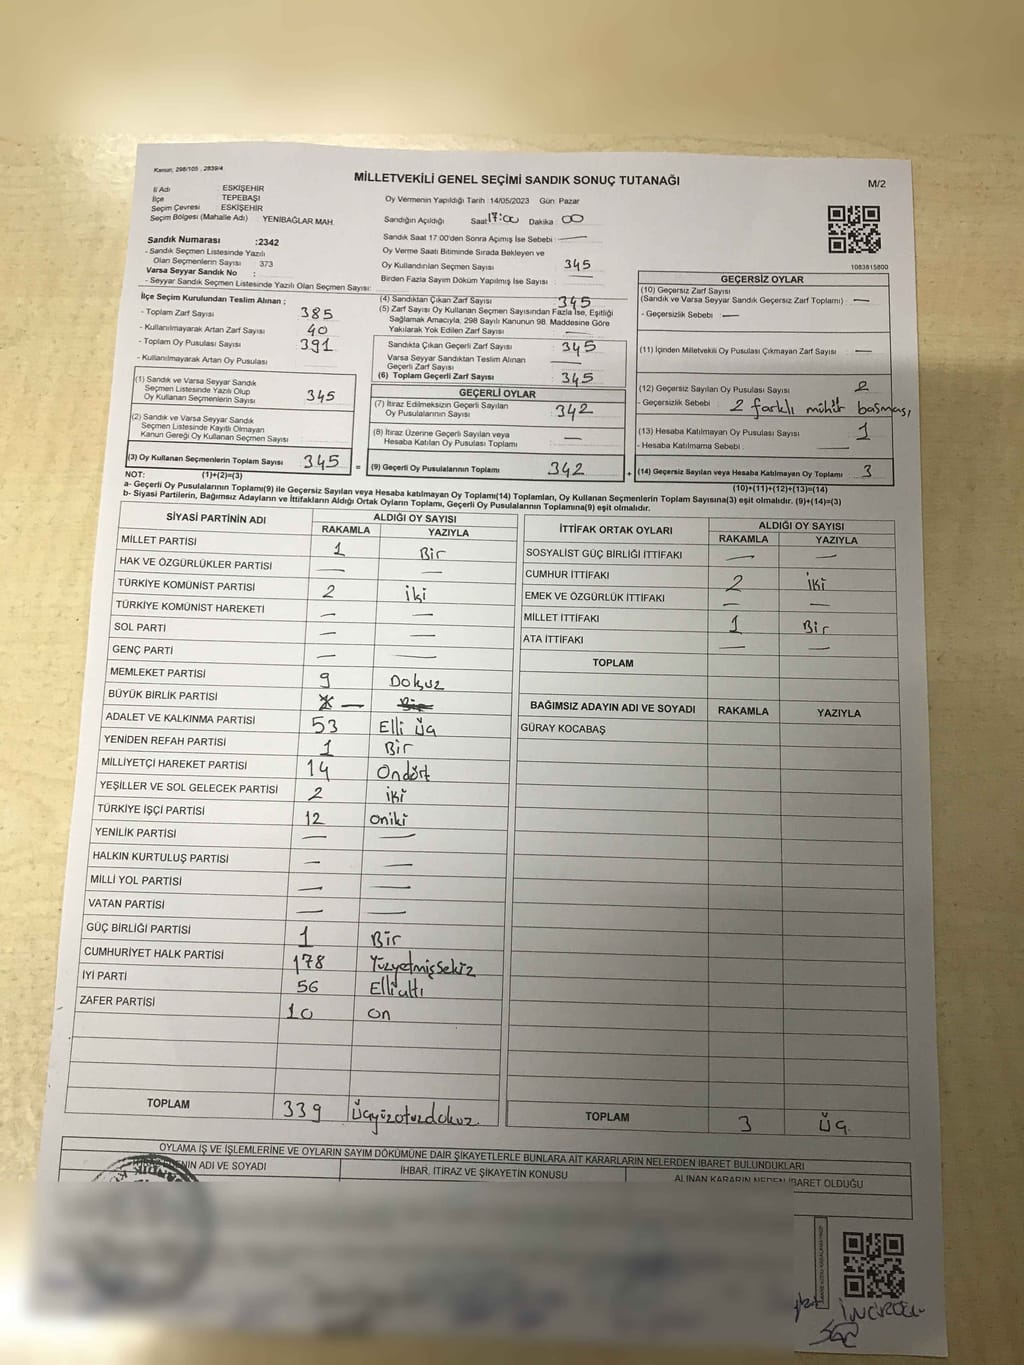 Kanun; 298/105 , 2839/4
MİLLETVEKİLİ GENEL SEÇİMİ SANDIK SONUÇ TUTANAĞI
M/2
İl Adı : ESKİŞEHİR
İlçe : TEPEBAŞI
Seçim Çevresi : ESKİŞEHİR
Seçim Bölgesi (Mahalle Adı) : YENİBAĞLAR MAH.
Oy Vermenin Yapıldığı Tarih :14/05/2023 Gün: Pazar
Sandığın Açıldığı Saat: 17:00 Dakika : 00
Sandık Saat 17:00'den Sonra Açımış İse Sebebi : —
Sandık Numarası :2342
- Sandık Seçmen Listesinde Yazılı
Olan Seçmenlerin Sayısı 373
Varsa Seyyar Sandık No :
- Seyyar Sandık Seçmen Listesinde Yazılı Olan Seçmen Sayısı:
Oy Verme Saati Bitiminde Sırada Bekleyen ve
Oy Kullandırılan Seçmen Sayısı 345
Birden Fazla Sayım Döküm Yapılmış İse Sayısı : —
1083815800
İlçe Seçim Kurulundan Teslim Alınan ;
- Toplam Zarf Sayısı 385
- Kullanılmayarak Artan Zarf Sayısı 40
- Toplam Oy Pusulası Sayısı 391
- Kullanılmayarak Artan Oy Pusulası
(1) Sandık ve Varsa Seyyar Sandık
Seçmen Listesinde Yazılı Olup
Oy Kullanan Seçmenlerin Sayısı 345
(2) Sandık ve Varsa Seyyar Sandık
Seçmen Listesinde Kayıtlı Olmayan
Kanun Gereği Oy Kullanan Seçmen Sayısı
(3) Oy Kullanan Seçmenlerin Toplam Sayısı 345 =
(4) Sandıktan Çıkan Zarf Sayısı 345
(5) Zarf Sayısı Oy Kullanan Seçmen Sayısından Fazla İse, Eşitliği
Sağlamak Amacıyla, 298 Sayılı Kanunun 98. Maddesine Göre
Yakılarak Yok Edilen Zarf Sayısı —
Sandıkta Çıkan Geçerli Zarf Sayısı 345
Varsa Seyyar Sandıktan Teslim Alınan
Geçerli Zarf Sayısı —
(6) Toplam Geçerli Zarf Sayısı 345
GEÇERLİ OYLAR
(7) İtiraz Edilmeksizin Geçerli Sayılan
Oy Pusulalarının Sayısı 342
(8) İtiraz Üzerine Geçerli Sayılan veya
Hesaba Katılan Oy Pusulası Toplamı —
(9) Geçerli Oy Pusulalarının Toplamı 342 +
GEÇERSİZ OYLAR
(10) Geçersiz Zarf Sayısı
(Sandık ve Varsa Seyyar Sandık Geçersiz Zarf Toplamı) : —
- Geçersizlik Sebebi : —
(11) İçinden Milletvekili Oy Pusulası Çıkmayan Zarf Sayısı —
(12) Geçersiz Sayılan Oy Pusulası Sayısı 2
- Geçersizlik Sebebi : 2 farklı mühür basması
(13) Hesaba Katılmayan Oy Pusulası Sayısı 1
- Hesaba Katılmama Sebebi : —
(14) Geçersiz Sayılan veya Hesaba Katılmayan Oy Toplamı 3
NOT: (1)+(2)=(3)
(10)+(11)+(12)+(13)=(14)
a- Geçerli Oy Pusulalarının Toplamı(9) ile Geçersiz Sayılan veya Hesaba katılmayan Oy Toplamı(14) Toplamları, Oy Kullanan Seçmenlerin Toplam Sayısına(3) eşit olmalıdır. (9)+(14)=(3)
b- Siyasi Partilerin, Bağımsız Adayların ve İttifakların Aldığı Ortak Oyların Toplamı, Geçerli Oy Pusulalarının Toplamına(9) eşit olmalıdır.
SİYASİ PARTİNİN ADI ALDIĞI OY SAYISI
RAKAMLA YAZIYLA
MİLLET PARTİSİ 1 Bir
HAK VE ÖZGÜRLÜKLER PARTİSİ — —
TÜRKİYE KOMÜNİST PARTİSİ 2 iki
TÜRKİYE KOMÜNİST HAREKETİ — —
SOL PARTİ — —
GENÇ PARTİ — —
MEMLEKET PARTİSİ 9 Dokuz
BÜYÜK BİRLİK PARTİSİ —
ADALET VE KALKINMA PARTİSİ 53 Elli üç
YENİDEN REFAH PARTİSİ 1 Bir
MİLLİYETÇİ HAREKET PARTİSİ 14 Ondört
YEŞİLLER VE SOL GELECEK PARTİSİ 2 iki
TÜRKİYE İŞÇİ PARTİSİ 12 oniki
YENİLİK PARTİSİ — —
HALKIN KURTULUŞ PARTİSİ — —
MİLLİ YOL PARTİSİ — —
VATAN PARTİSİ — —
GÜÇ BİRLİĞİ PARTİSİ 1 Bir
CUMHURİYET HALK PARTİSİ 178 Yüzyetmişsekiz
İYİ PARTİ 56 Ellialtı
ZAFER PARTİSİ 10 On
TOPLAM 339 üçyüzotuzdokuz
İTTİFAK ORTAK OYLARI ALDIĞI OY SAYISI
RAKAMLA YAZIYLA
SOSYALİST GÜÇ BİRLİĞİ İTTİFAKI — —
CUMHUR İTTİFAKI 2 iki
EMEK VE ÖZGÜRLÜK İTTİFAKI — —
MİLLET İTTİFAKI 1 Bir
ATA İTTİFAKI — —
TOPLAM
BAĞIMSIZ ADAYIN ADI VE SOYADI RAKAMLA YAZIYLA
GÜRAY KOCABAŞ
TOPLAM 3 üç
OYLAMA İŞ VE İŞLEMLERİNE VE OYLARIN SAYIM DÖKÜMÜNE DAİR ŞİKAYETLERLE BUNLARA AİT KARARLARIN NELERDEN İBARET BULUNDUKLARI
ADI VE SOYADI İHBAR, İTİRAZ VE ŞİKAYETİN KONUSU ALINAN KARARIN NEDEN İBARET OLDUĞU